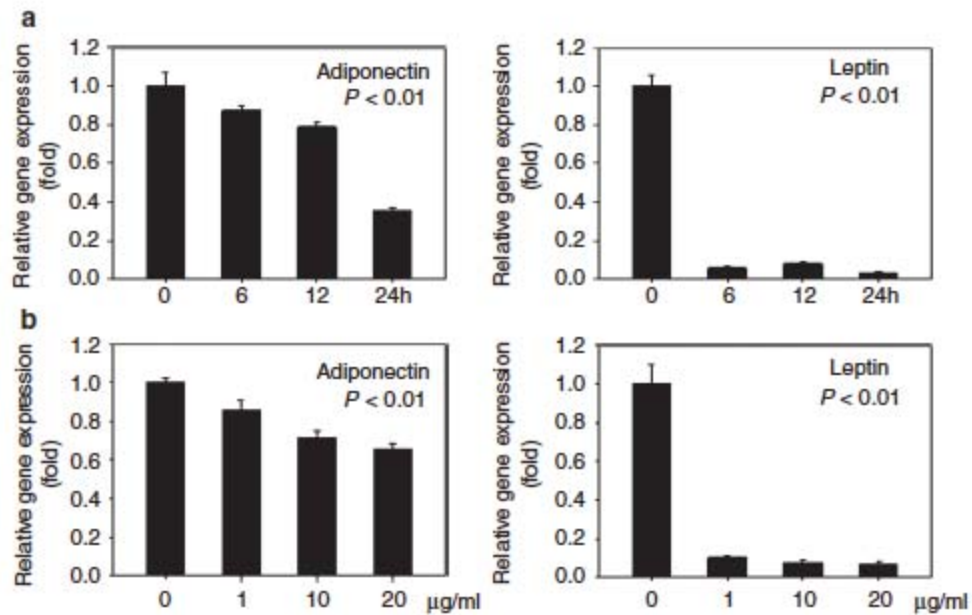 a
Relative gene expression
(fold)
1.2
1.0
0.8
0.6
0.4
0.2
0.0
Adiponectin
P < 0.01
0 6 12 24h
Relative gene expression
(fold)
1.2
1.0
0.8
0.6
0.4
0.2
0.0
Leptin
P < 0.01
0 6 12 24h
b
Relative gene expression
(fold)
1.2
1.0
0.8
0.6
0.4
0.2
0.0
Adiponectin
P < 0.01
0 1 10 20 μg/ml
Relative gene expression
(fold)
1.2
1.0
0.8
0.6
0.4
0.2
0.0
Leptin
P < 0.01
0 1 10 20 μg/ml